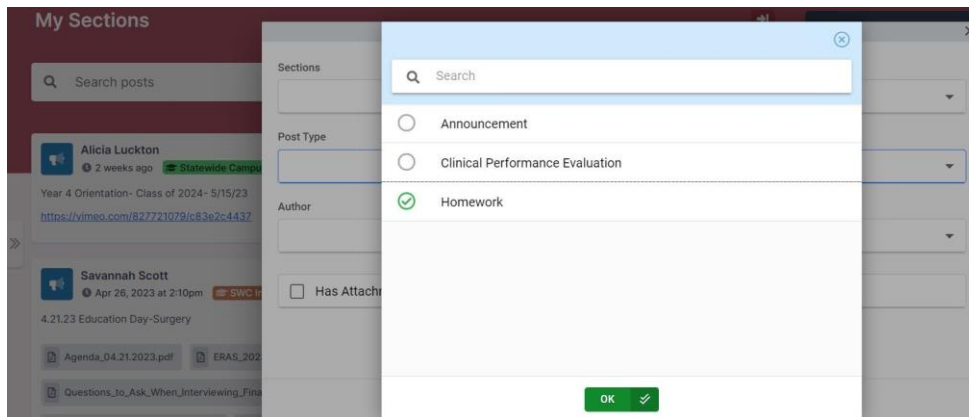 My Sections
Search posts
Alicia Luckton
2 weeks ago Statewide Campu
Year 4 Orientation- Class of 2024- 5/15/23
https://vimeo.com/827721079/c83e2c4437
Savannah Scott
Apr 26, 2023 at 2:10pm SWC In
4.21.23 Education Day-Surgery
Agenda_04.21.2023.pdf ERAS_202
Questions_to_Ask_When_Interviewing_Fina
Sections
Post Type
Author
Has Attachm
Search
Announcement
Clinical Performance Evaluation
Homework
OK